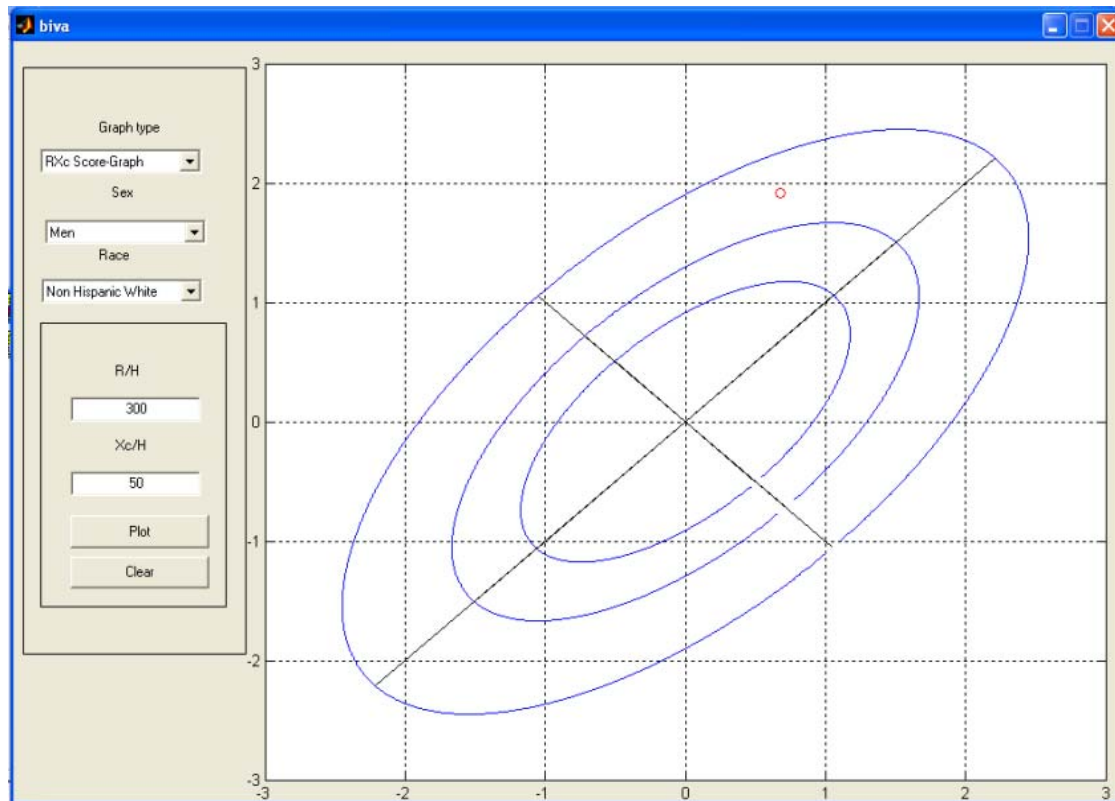 biva
Graph type
RXc Score-Graph
Sex
Men
Race
Non Hispanic White
R/H
300
Xc/H
50
Plot
Clear
3
2
1
0
-1
-2
-3
-3 -2 -1 0 1 2 3